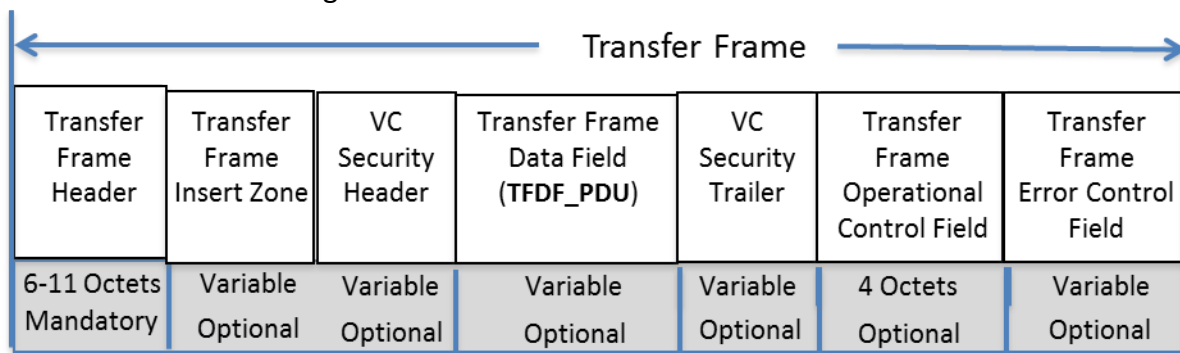 Transfer Frame
Transfer Frame Header
Transfer Frame Insert Zone
VC Security Header
Transfer Frame Data Field (TFDF_PDU)
VC Security Trailer
Transfer Frame Operational Control Field
Transfer Frame Error Control Field
6-11 Octets Mandatory
Variable Optional
Variable Optional
Variable Optional
Variable Optional
4 Octets Optional
Variable Optional